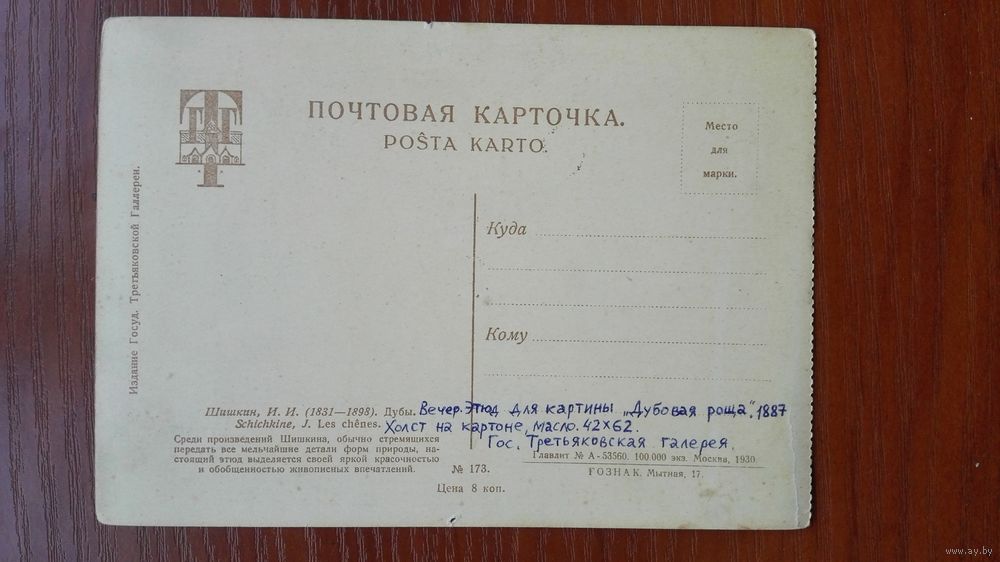 ПОЧТОВАЯ КАРТОЧКА.
POŜTA KARTO.
Место
для
марки.
Издание Госуд. Третьяковской Галлереи.
Куда
Кому
Шишкин, И. И. (1831—1898). Дубы. Вечер. Этюд для картины „Дубовая роща". 1887
Schichkine, J. Les chênes. Холст на картоне, масло. 42х62.
Гос. Третьяковская галерея.
Среди произведений Шишкина, обычно стремящихся
передать все мельчайшие детали форм природы, на-
стоящий этюд выделяется своей яркой красочностью
и обобщенностью живописных впечатлений.
№ 173.
Цена 8 коп.
Главлит № А - 53560. 100.000 экз. Москва, 1930.
ГОЗНАК. Мытная, 17.
www.ay.by